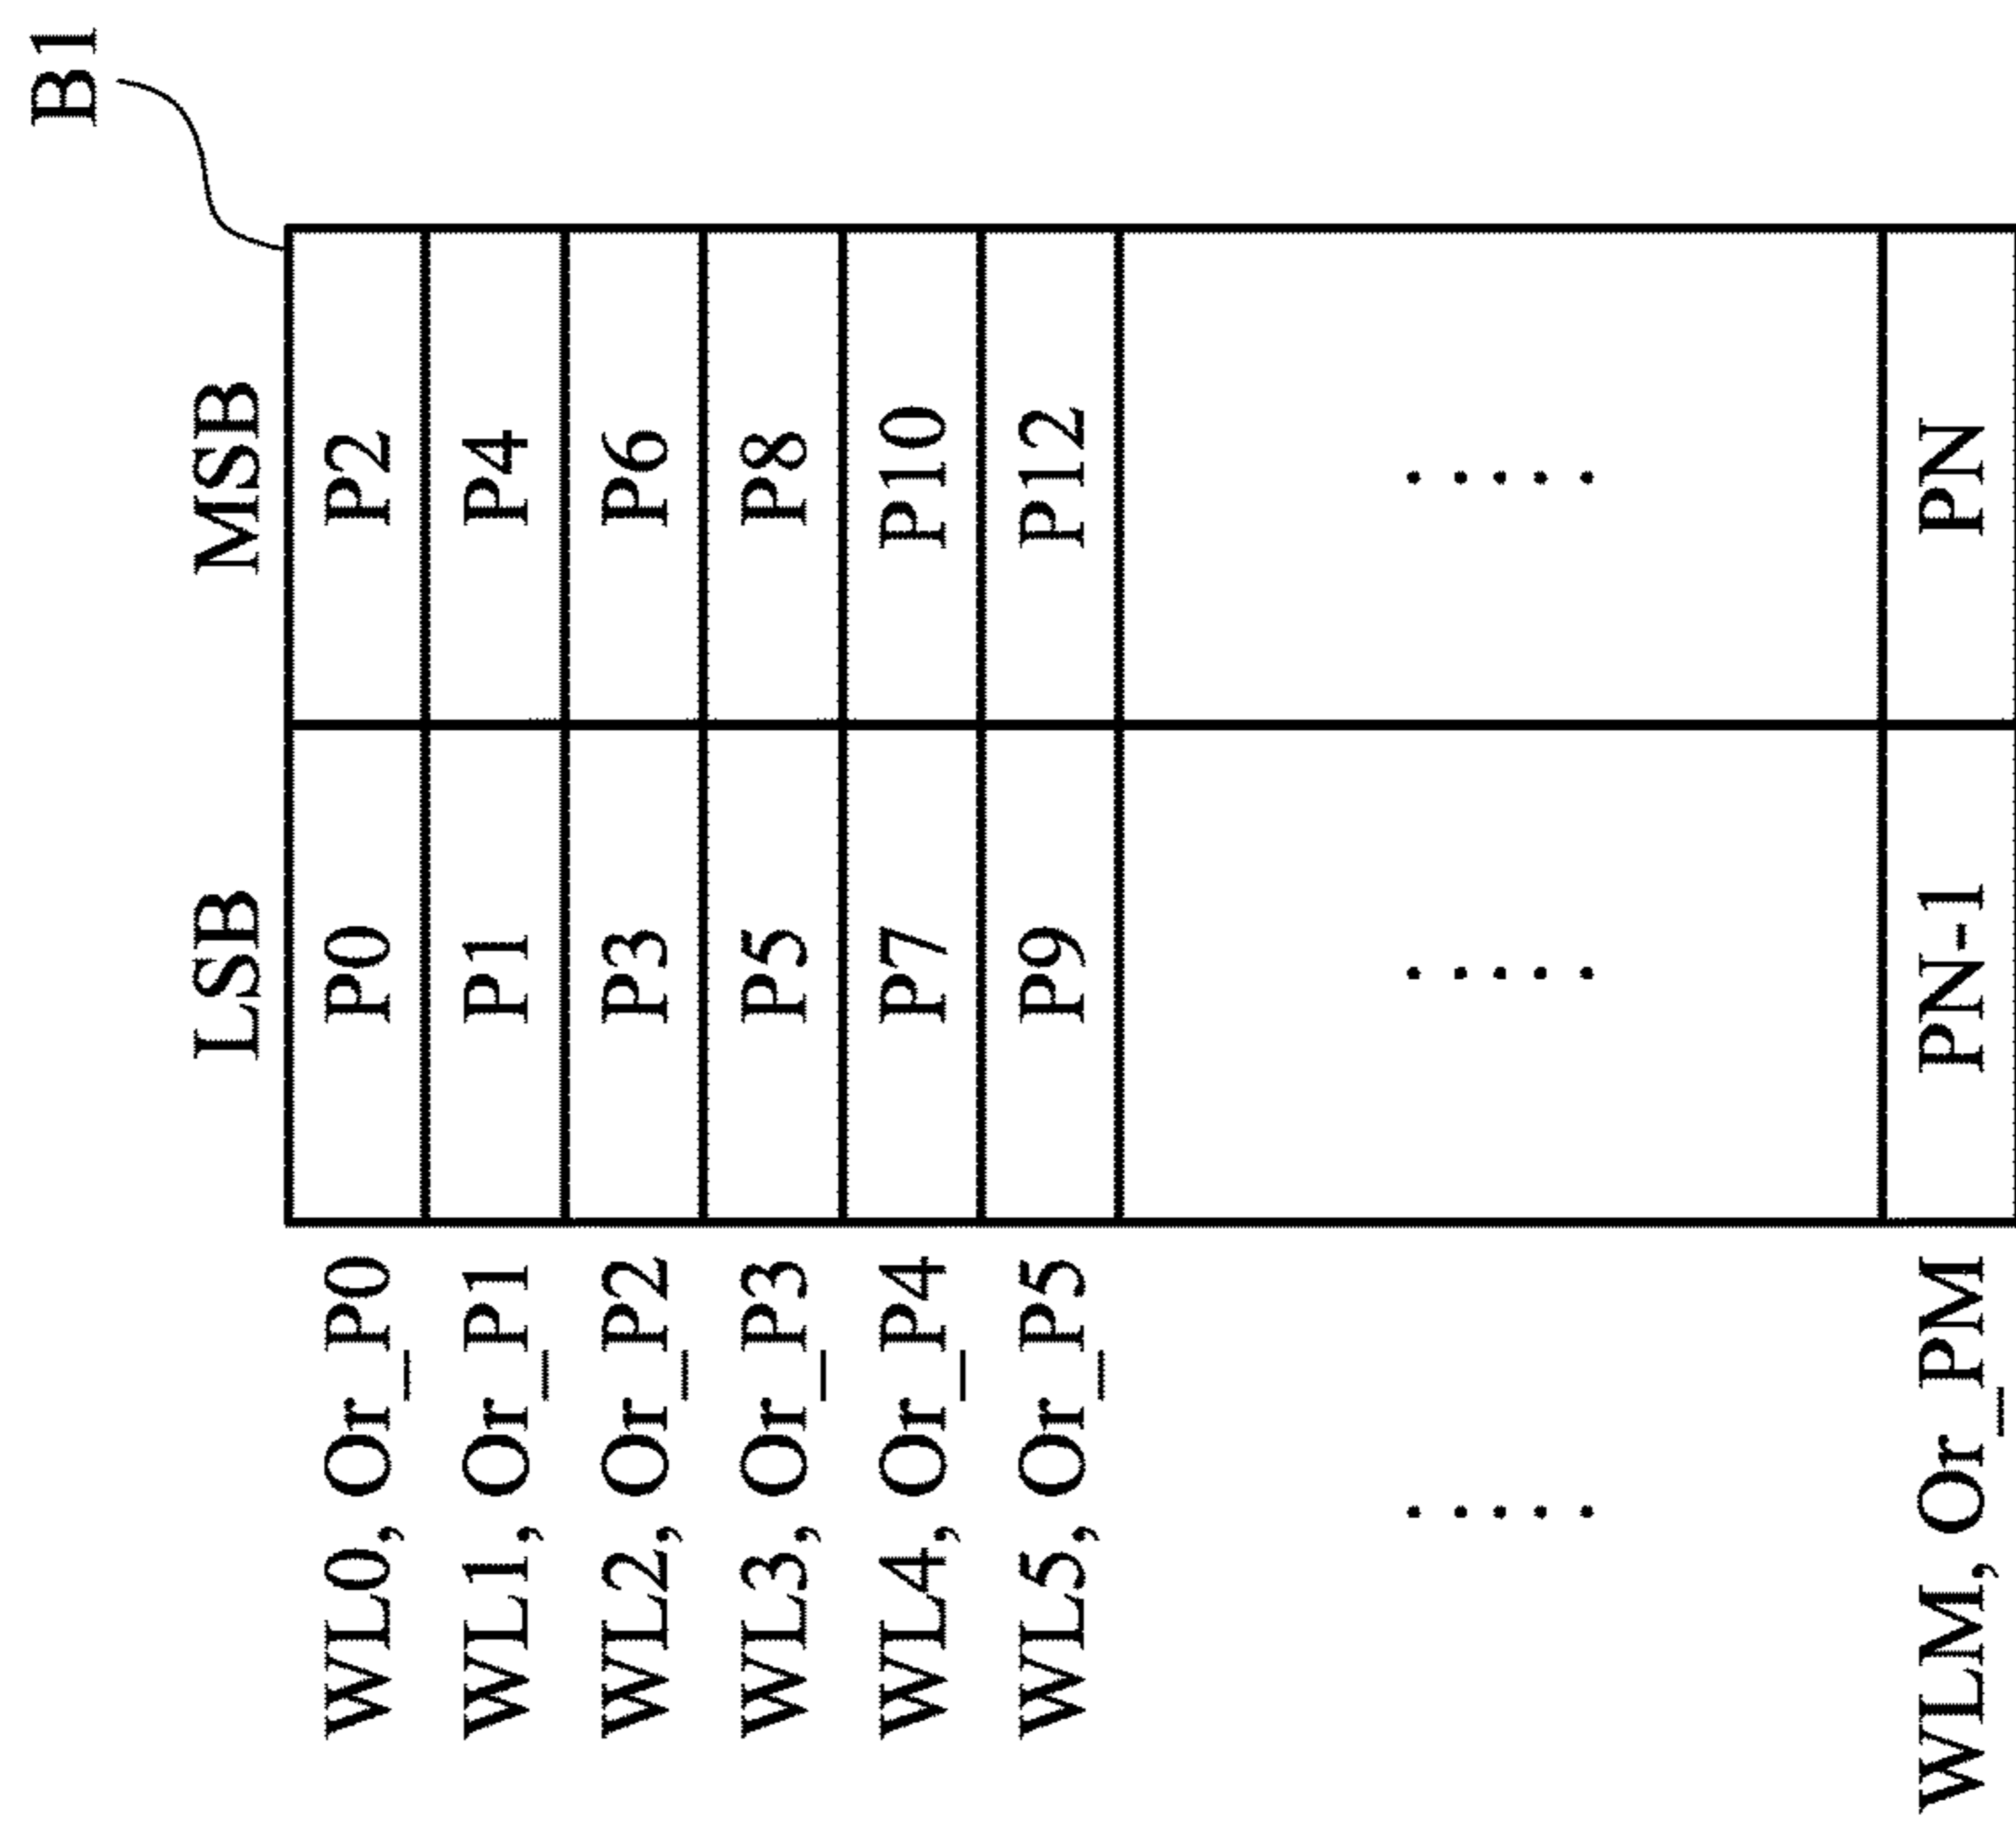 B1
LSB MSB
WL0, Or_P0 P0 P2
WL1, Or_P1 P1 P4
WL2, Or_P2 P3 P6
WL3, Or_P3 P5 P8
WL4, Or_P4 P7 P10
WL5, Or_P5 P9 P12
..... ..... .....
WLM, Or_PM PN-1 PN